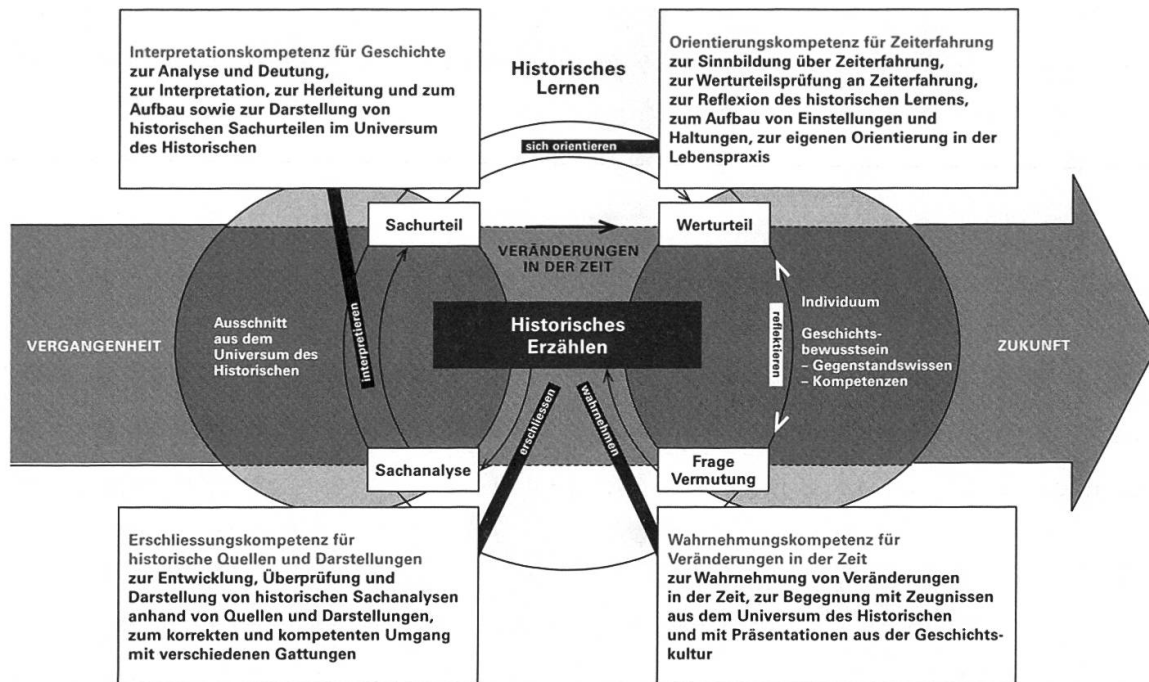 Interpretationskompetenz für Geschichte
zur Analyse und Deutung,
zur Interpretation, zur Herleitung und zum
Aufbau sowie zur Darstellung von
historischen Sachurteilen im Universum
des Historischen
Historisches
Lernen
Orientierungskompetenz für Zeiterfahrung
zur Sinnbildung über Zeiterfahrung,
zur Werturteilsprüfung an Zeiterfahrung,
zur Reflexion des historischen Lernens,
zum Aufbau von Einstellungen und
Haltungen, zur eigenen Orientierung in der
Lebenspraxis
sich orientieren
Sachurteil
Werturteil
VERÄNDERUNGEN
IN DER ZEIT
VERGANGENHEIT
Ausschnitt
aus dem
Universum des
Historischen
interpretieren
Historisches
Erzählen
reflektieren
Individuum
Geschichts-
bewusstsein
– Gegenstandswissen
– Kompetenzen
ZUKUNFT
erschliessen
wahrnehmen
Sachanalyse
Frage
Vermutung
Erschliessungskompetenz für
historische Quellen und Darstellungen
zur Entwicklung, Überprüfung und
Darstellung von historischen Sachanalysen
anhand von Quellen und Darstellungen,
zum korrekten und kompetenten Umgang
mit verschiedenen Gattungen
Wahrnehmungskompetenz für
Veränderungen in der Zeit
zur Wahrnehmung von Veränderungen
in der Zeit, zur Begegnung mit Zeugnissen
aus dem Universum des Historischen
und mit Präsentationen aus der Geschichts-
kultur